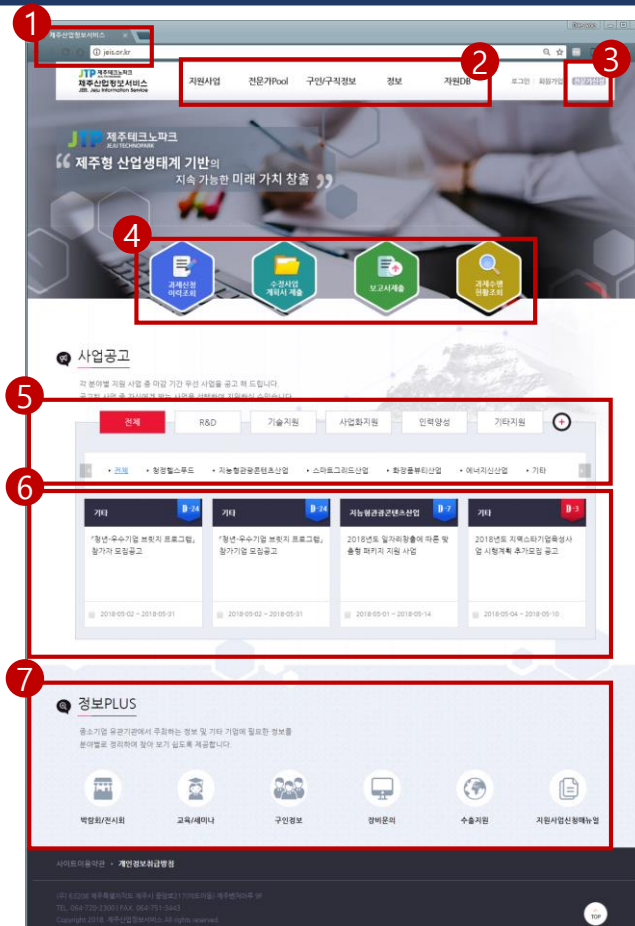 1
제주산업정보서비스
jeis.or.kr
JTP 제주테크노파크
제주산업정보서비스
JEIS. Jeju Information Service
2
지원사업 전문가Pool 구인/구직정보 정보 자원DB
3
로그인 회원가입 전문가신청
JTP 제주테크노파크
JEJU TECHNOPARK
“ 제주형 산업생태계 기반의
지속 가능한 미래 가치 창출 ”
4
과제신청
이력조회
수정사업
계획서 제출
보고서제출
과제수행
현황조회
사업공고
각 분야별 지원 사업 중 마감 기간 우선 사업을 공고 해 드립니다.
5
전체 R&D 기술지원 사업화지원 인력양성 기타지원 +
• 전체 • 청정헬스푸드 • 지능형관광콘텐츠산업 • 스마트그리드산업 • 화장품뷰티산업 • 에너지신산업 • 기타
6
기타 D-24
「청년-우수기업 브릿지 프로그램」
참가자 모집공고
2018-05-02 ~ 2018-05-31
기타 D-24
「청년-우수기업 브릿지 프로그램」
참가기업 모집공고
2018-05-02 ~ 2018-05-31
지능형관광콘텐츠산업 D-7
2018년도 일자리창출에 따른 맞
춤형 패키지 지원 사업
2018-05-01 ~ 2018-05-14
기타 D-3
2018년도 지역스타기업육성사
업 시행계획 추가모집 공고
2018-05-04 ~ 2018-05-10
7
정보PLUS
중소기업 유관기관에서 주최하는 정보 및 기타 기업에 필요한 정보를
분야별로 정리하여 찾아 보기 쉽도록 제공합니다.
박람회/전시회 교육/세미나 구인정보 장비문의 수출지원 지원사업신청매뉴얼
사이트이용약관 • 개인정보취급방침
Copyright 2018. 제주산업정보서비스 All rights reserved.
TOP